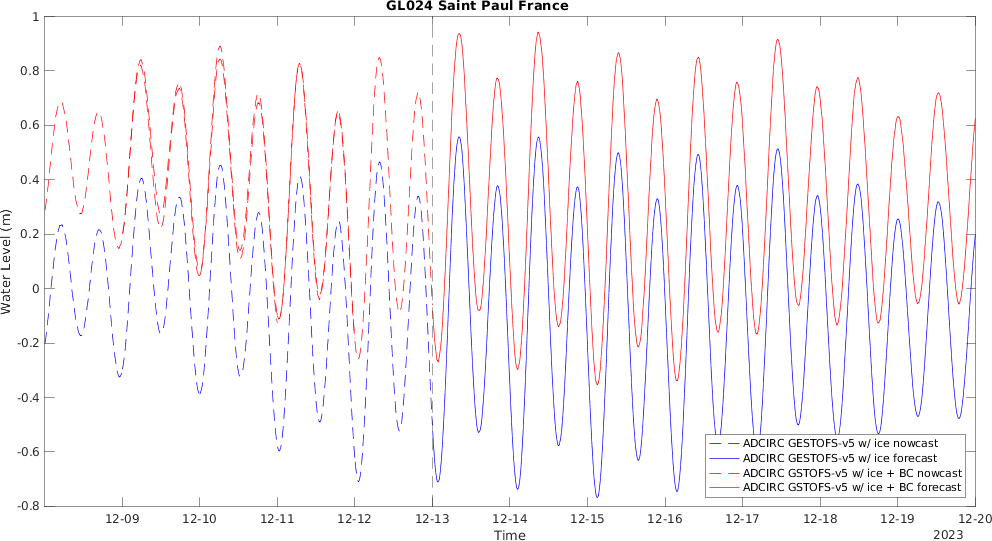 GL024 Saint Paul France
Water Level (m)
1
0.8
0.6
0.4
0.2
0
-0.2
-0.4
-0.6
-0.8
ADCIRC GESTOFS-v5 w/ ice nowcast
ADCIRC GESTOFS-v5 w/ ice forecast
ADCIRC GSTOFS-v5 w/ ice + BC nowcast
ADCIRC GSTOFS-v5 w/ ice + BC forecast
12-09 12-10 12-11 12-12 12-13 12-14 12-15 12-16 12-17 12-18 12-19 12-20
Time
2023